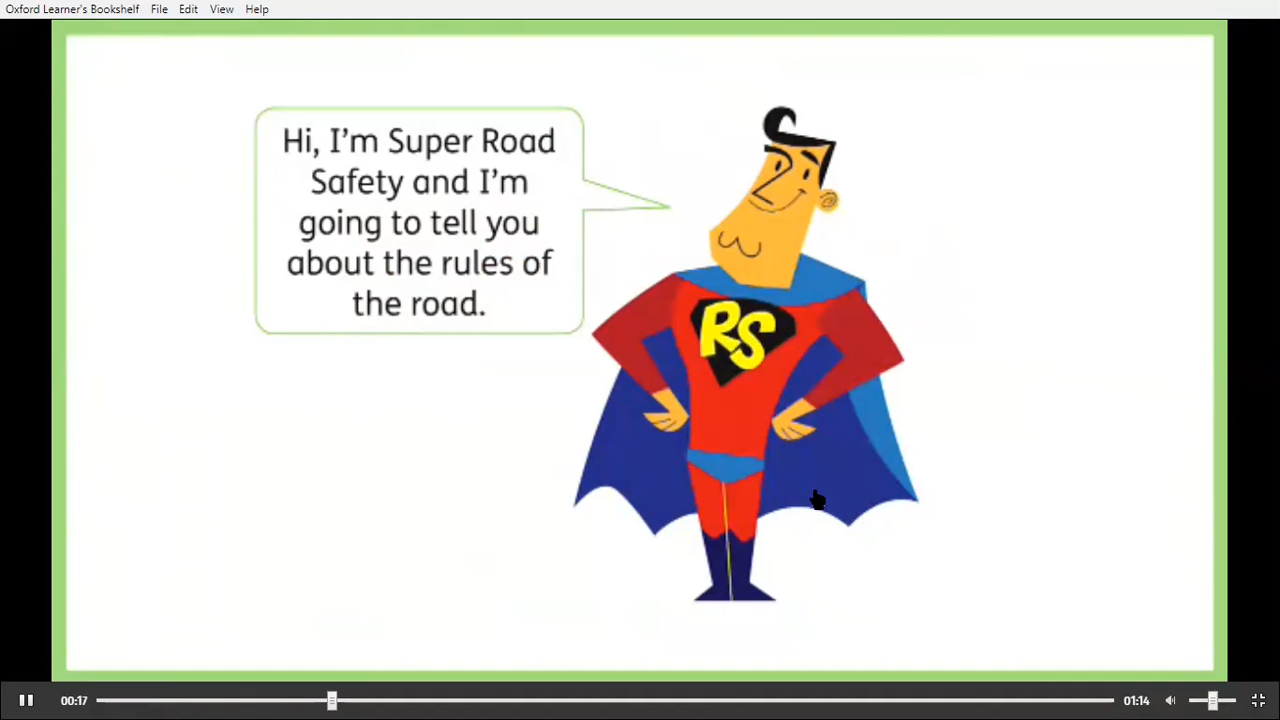 Oxford Learner's Bookshelf File Edit View Help
Hi, I'm Super Road
Safety and I'm
going to tell you
about the rules of
the road.
RS
00:17 01:14